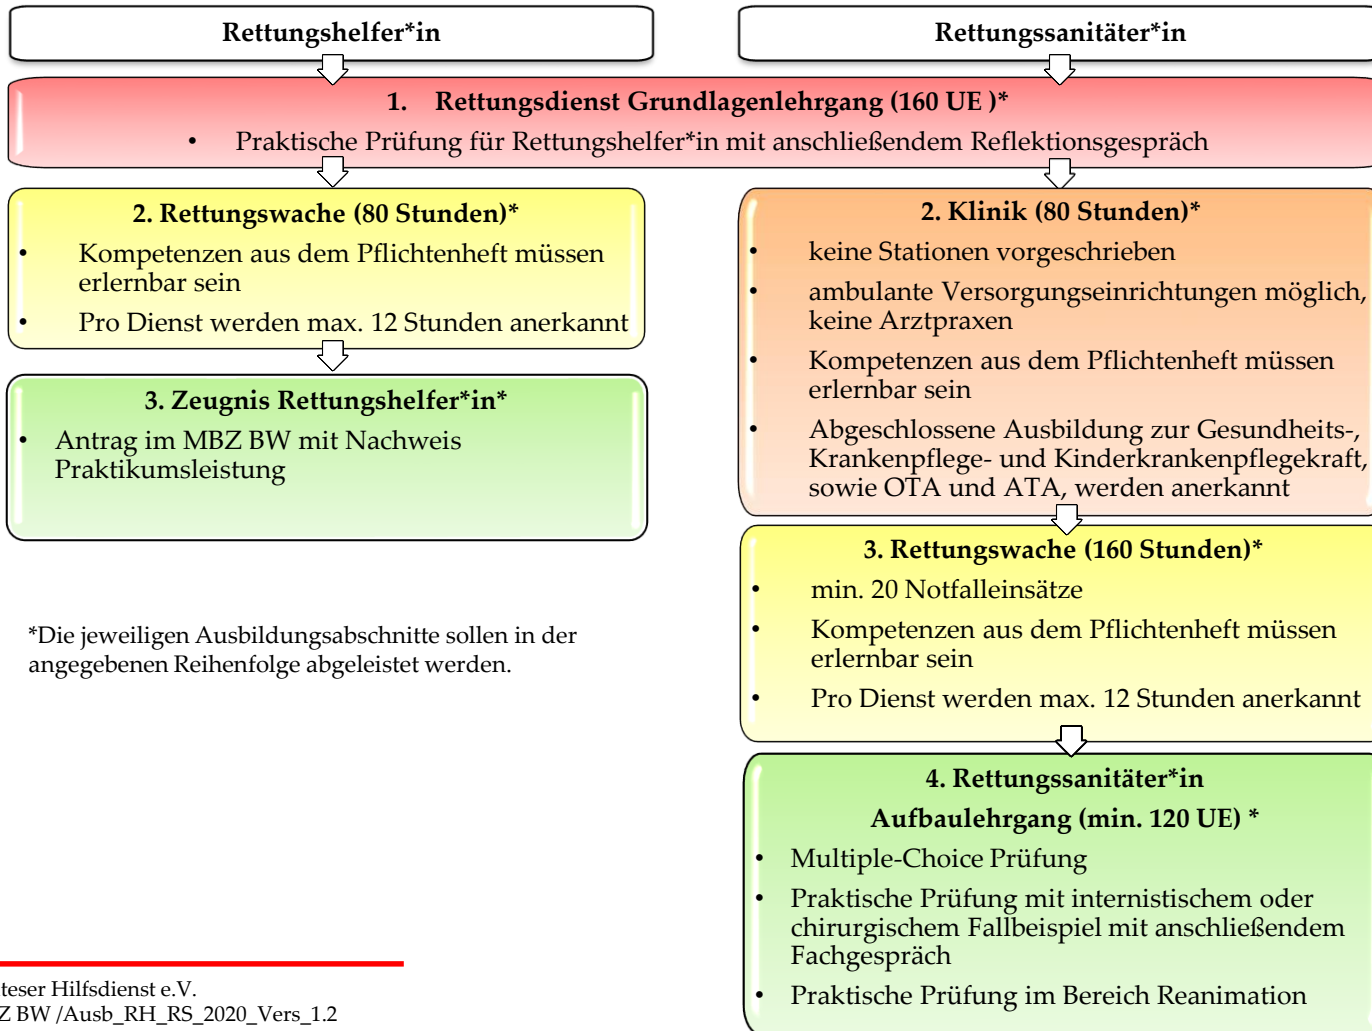 Rettungshelfer*in
Rettungssanitäter*in
1. Rettungsdienst Grundlagenlehrgang (160 UE )*
• Praktische Prüfung für Rettungshelfer*in mit anschließendem Reflektionsgespräch
2. Rettungswache (80 Stunden)*
• Kompetenzen aus dem Pflichtenheft müssen
erlernbar sein
• Pro Dienst werden max. 12 Stunden anerkannt
3. Zeugnis Rettungshelfer*in*
• Antrag im MBZ BW mit Nachweis
Praktikumsleistung
*Die jeweiligen Ausbildungsabschnitte sollen in der
angegebenen Reihenfolge abgeleistet werden.
2. Klinik (80 Stunden)*
• keine Stationen vorgeschrieben
• ambulante Versorgungseinrichtungen möglich,
keine Arztpraxen
• Kompetenzen aus dem Pflichtenheft müssen
erlernbar sein
• Abgeschlossene Ausbildung zur Gesundheits-,
Krankenpflege- und Kinderkrankenpflegekraft,
sowie OTA und ATA, werden anerkannt
3. Rettungswache (160 Stunden)*
• min. 20 Notfalleinsätze
• Kompetenzen aus dem Pflichtenheft müssen
erlernbar sein
• Pro Dienst werden max. 12 Stunden anerkannt
4. Rettungssanitäter*in
Aufbaulehrgang (min. 120 UE) *
• Multiple-Choice Prüfung
• Praktische Prüfung mit internistischem oder
chirurgischem Fallbeispiel mit anschließendem
Fachgespräch
• Praktische Prüfung im Bereich Reanimation
teser Hilfsdienst e.V.
Z BW /Ausb_RH_RS_2020_Vers_1.2